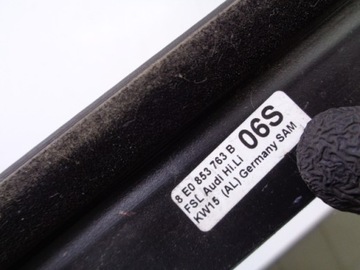 8 E0 853 763 B
FSL Audi HI.LI
KW15 (AL) Germany SAM
06S